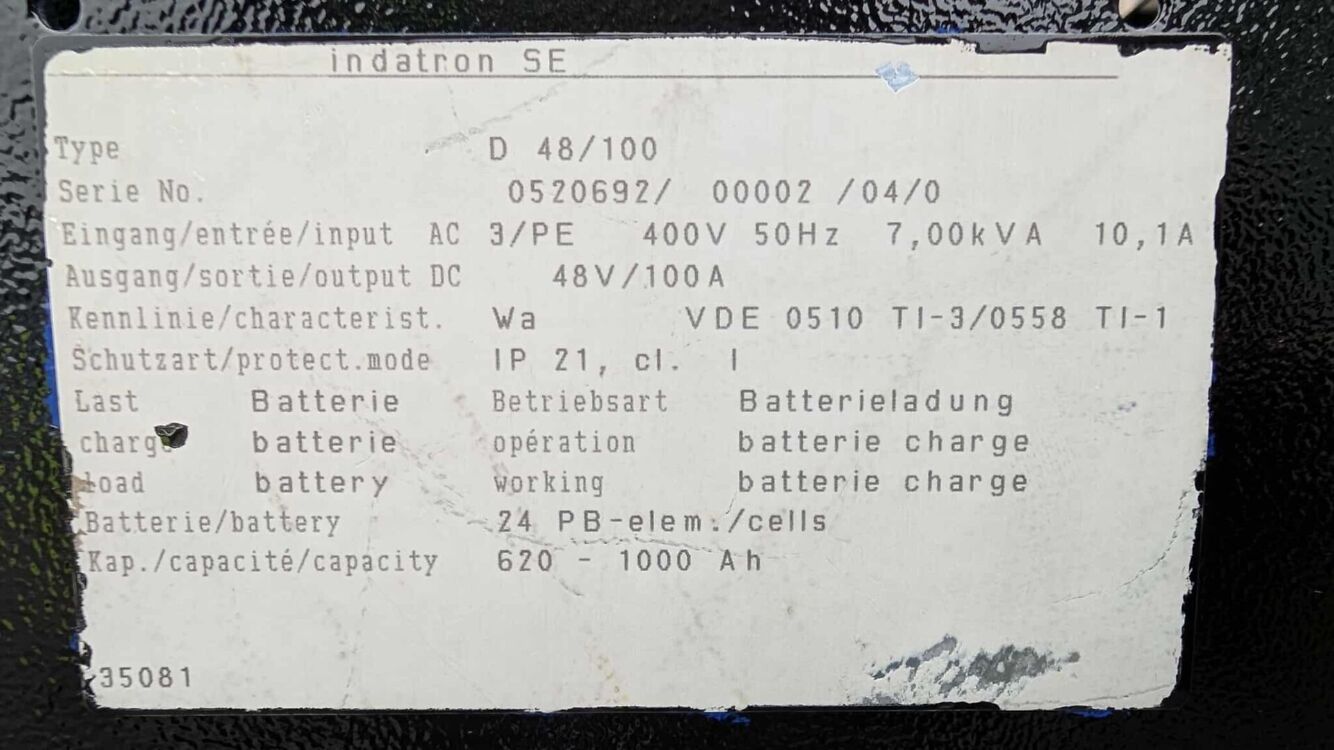 indatron SE
Type D 48/100
Serie No. 0520692/ 00002 /04/0
Eingang/entrée/input AC 3/PE 400V 50Hz 7,00kVA 10,1A
Ausgang/sortie/output DC 48V/100A
Kennlinie/characterist. Wa VDE 0510 TI-3/0558 TI-1
Schutzart/protect.mode IP 21, cl. I
Last Batterie Betriebsart Batterieladung
charge batterie opération batterie charge
load battery working batterie charge
Batterie/battery 24 PB-elem./cells
Kap./capacité/capacity 620 - 1000 Ah
35081